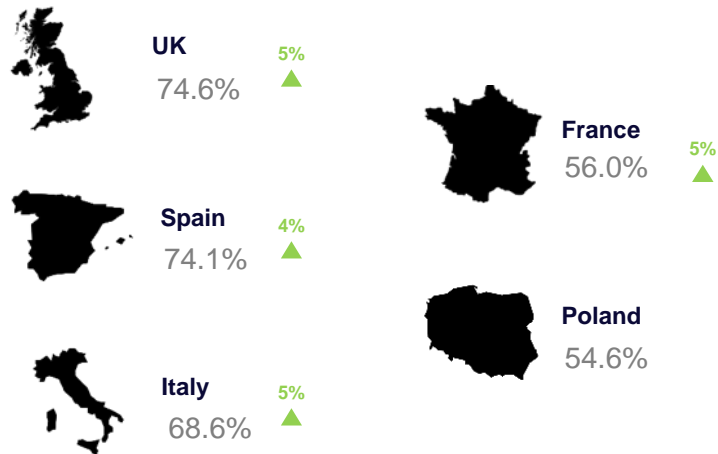 UK
5%
74.6%
Spain
4%
74.1%
Italy
5%
68.6%
France
5%
56.0%
Poland
54.6%